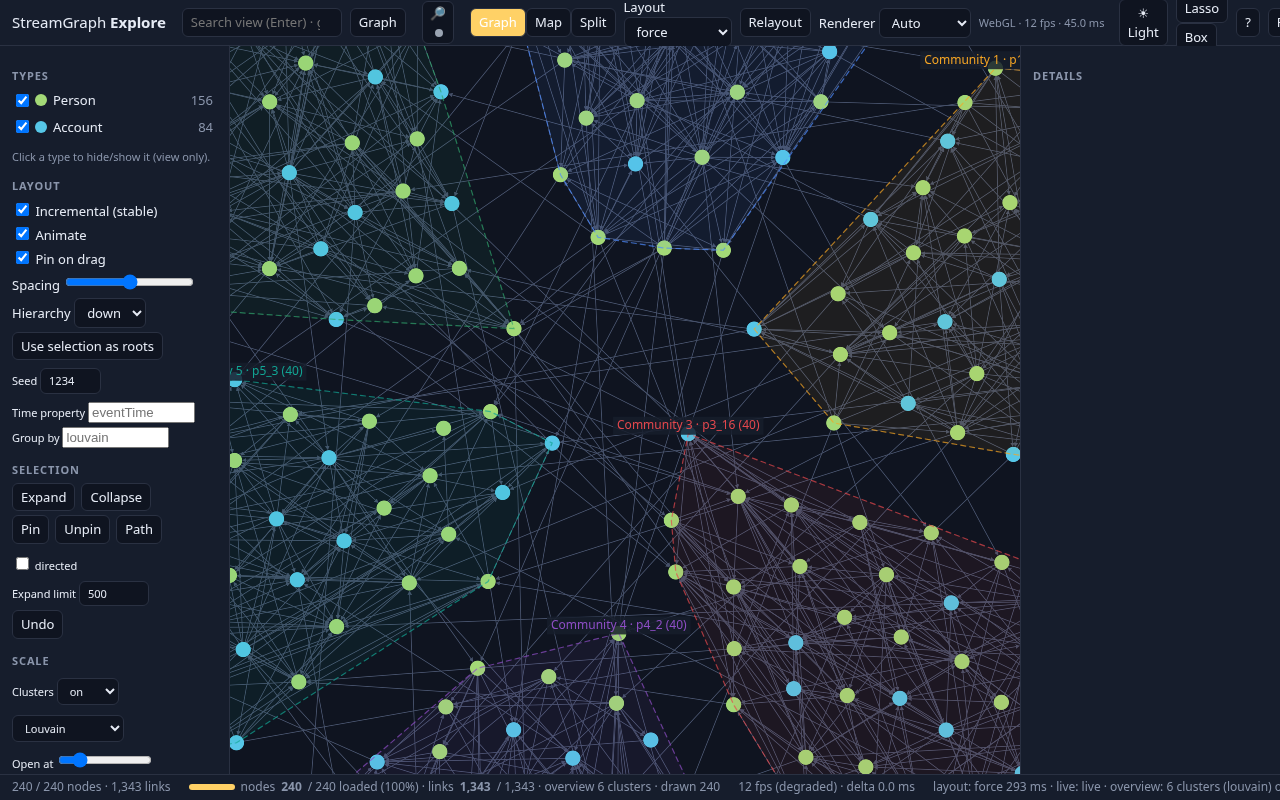 StreamGraph Explore
Search view (Enter) ·
Graph
Graph
Map
Split
Layout
force
Relayout
Renderer
Auto
WebGL · 12 fps · 45.0 ms
Light
Lasso
Box
?
TYPES
Person 156
Account 84
Click a type to hide/show it (view only).
LAYOUT
Incremental (stable)
Animate
Pin on drag
Spacing
Hierarchy down
Use selection as roots
Seed 1234
Time property eventTime
Group by louvain
SELECTION
Expand Collapse
Pin Unpin Path
directed
Expand limit 500
Undo
SCALE
Clusters on
Louvain
Open at
Community 1 · p1
y 5 · p5_3 (40)
Community 3 · p3_16 (40)
Community 4 · p4_2 (40)
DETAILS
240 / 240 nodes · 1,343 links
nodes 240 / 240 loaded (100%) · links 1,343 / 1,343 · overview 6 clusters · drawn 240
12 fps (degraded) · delta 0.0 ms
layout: force 293 ms · live: live · overview: 6 clusters (louvain)